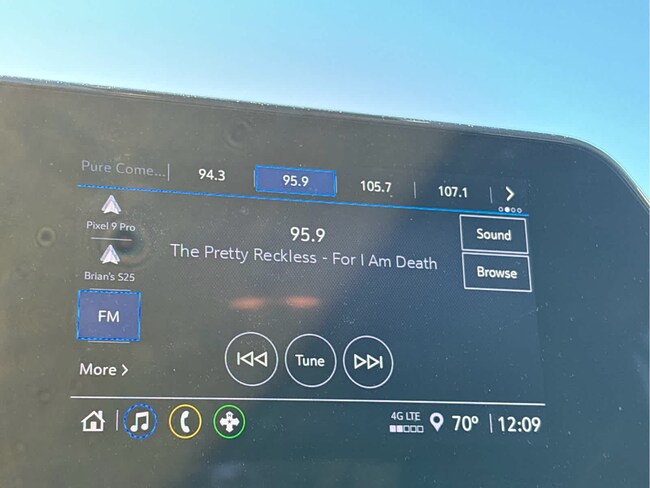 Pure Come...
94.3
95.9
105.7
107.1
Pixel 9 Pro
95.9
Sound
The Pretty Reckless - For I Am Death
Brian's S25
Browse
FM
Tune
More >
4G LTE
70°
12:09